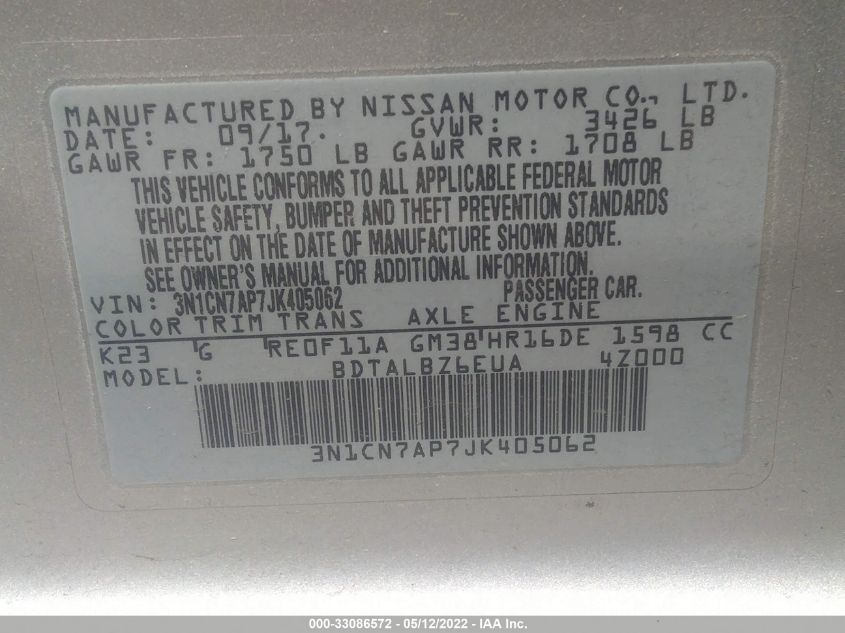 MANUFACTURED BY NISSAN MOTOR CO., LTD.
DATE: 09/17. GVWR: 3426 LB
GAWR FR: 1750 LB GAWR RR: 1708 LB
THIS VEHICLE CONFORMS TO ALL APPLICABLE FEDERAL MOTOR
VEHICLE SAFETY, BUMPER AND THEFT PREVENTION STANDARDS
IN EFFECT ON THE DATE OF MANUFACTURE SHOWN ABOVE.
SEE OWNER'S MANUAL FOR ADDITIONAL INFORMATION.
VIN: 3N1CN7AP7JK405062 PASSENGER CAR.
COLOR TRIM TRANS AXLE ENGINE
K23 G RE0F11A GM38 HR16DE 1598 CC
MODEL: BDTALBZ6EUA 4Z000
3N1CN7AP7JK405062
000-33086572 - 05/12/2022 - IAA Inc.